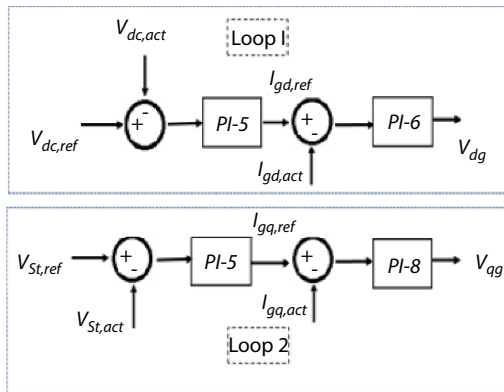 V_dc,act
Loop I
I_gd,ref
+ -
PI-5
+ -
PI-6
V_dc,ref
I_gd,act
V_dg
I_gq,ref
V_St,ref
+ -
PI-5
+ -
PI-8
V_qg
V_St,act
I_gq,act
Loop 2